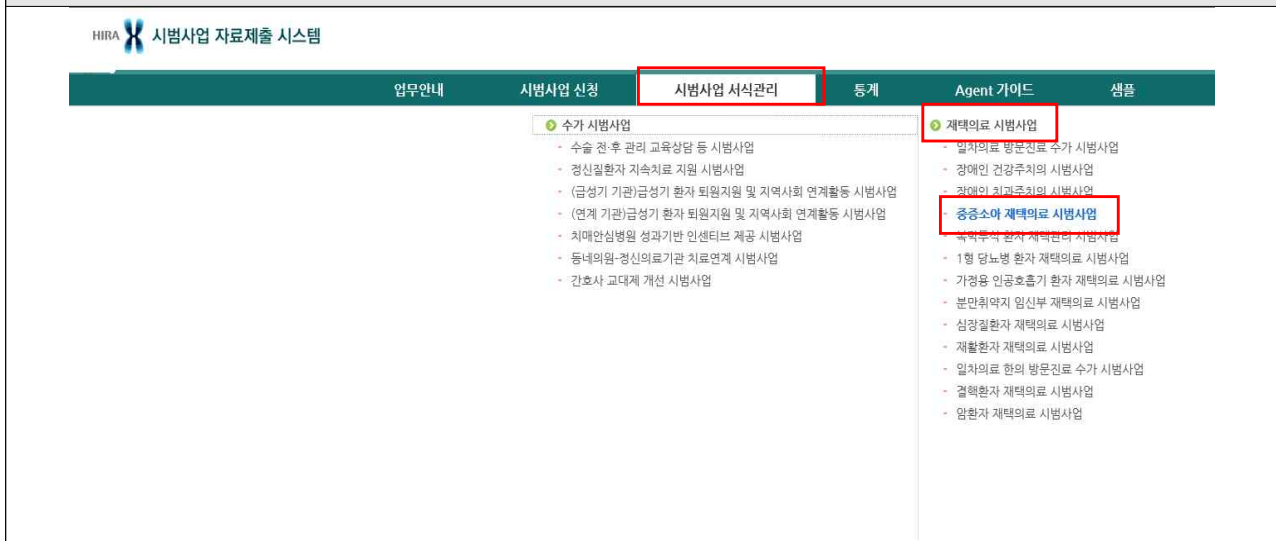 HIRA 시범사업 자료제출 시스템
업무안내 시범사업 신청 시범사업 서식관리 통계 Agent 가이드 샘플
수가 시범사업
- 수술 전·후 관리 교육상담 등 시범사업
- 정신질환자 지속치료 지원 시범사업
- (급성기 기관)급성기 환자 퇴원지원 및 지역사회 연계활동 시범사업
- (연계 기관)급성기 환자 퇴원지원 및 지역사회 연계활동 시범사업
- 치매안심병원 성과기반 인센티브 제공 시범사업
- 동네의원-정신의료기관 치료연계 시범사업
- 간호사 교대제 개선 시범사업
재택의료 시범사업
- 일차의료 방문진료 수가 시범사업
- 장애인 건강주치의 시범사업
- 장애인 치과주치의 시범사업
- 중증소아 재택의료 시범사업
- 복막투석 환자 재택관리 시범사업
- 1형 당뇨병 환자 재택의료 시범사업
- 가정용 인공호흡기 환자 재택의료 시범사업
- 분만취약지 임신부 재택의료 시범사업
- 심장질환자 재택의료 시범사업
- 재활환자 재택의료 시범사업
- 일차의료 한의 방문진료 수가 시범사업
- 결핵환자 재택의료 시범사업
- 암환자 재택의료 시범사업